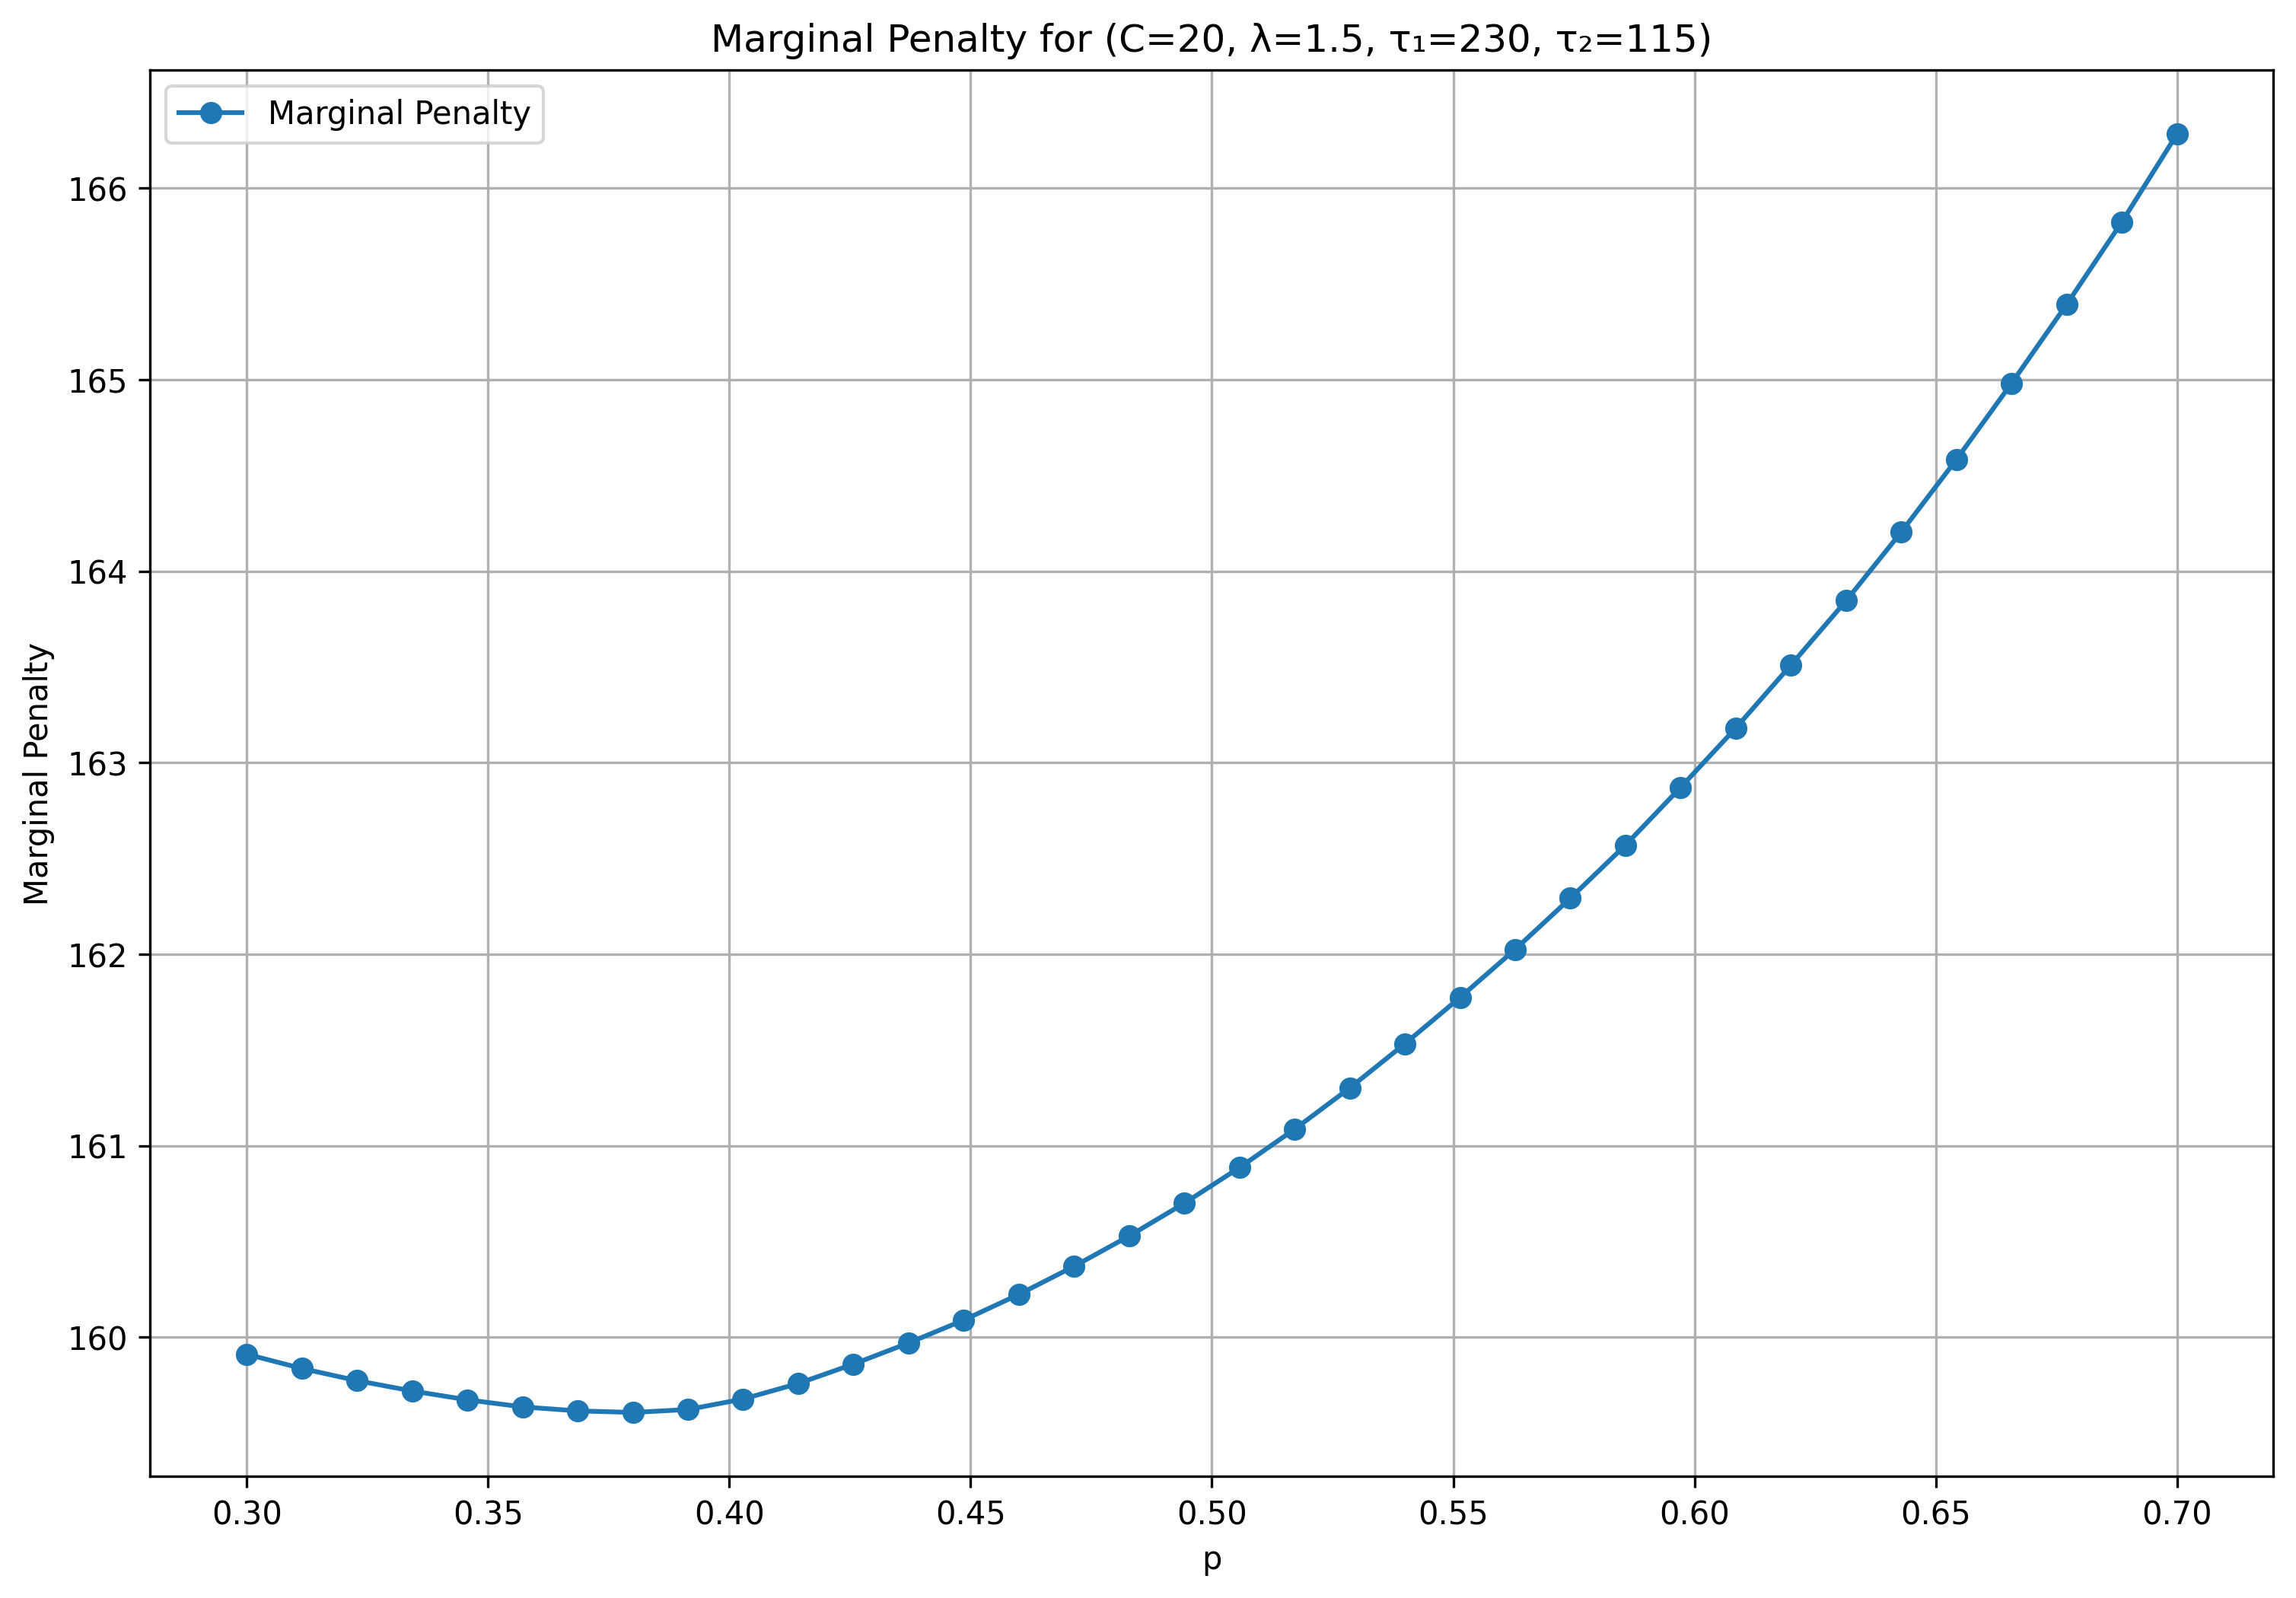 Marginal Penalty for (C=20, λ=1.5, τ₁=230, τ₂=115)
Marginal Penalty
Marginal Penalty
166
165
164
163
162
161
160
0.30 0.35 0.40 0.45 0.50 0.55 0.60 0.65 0.70
p